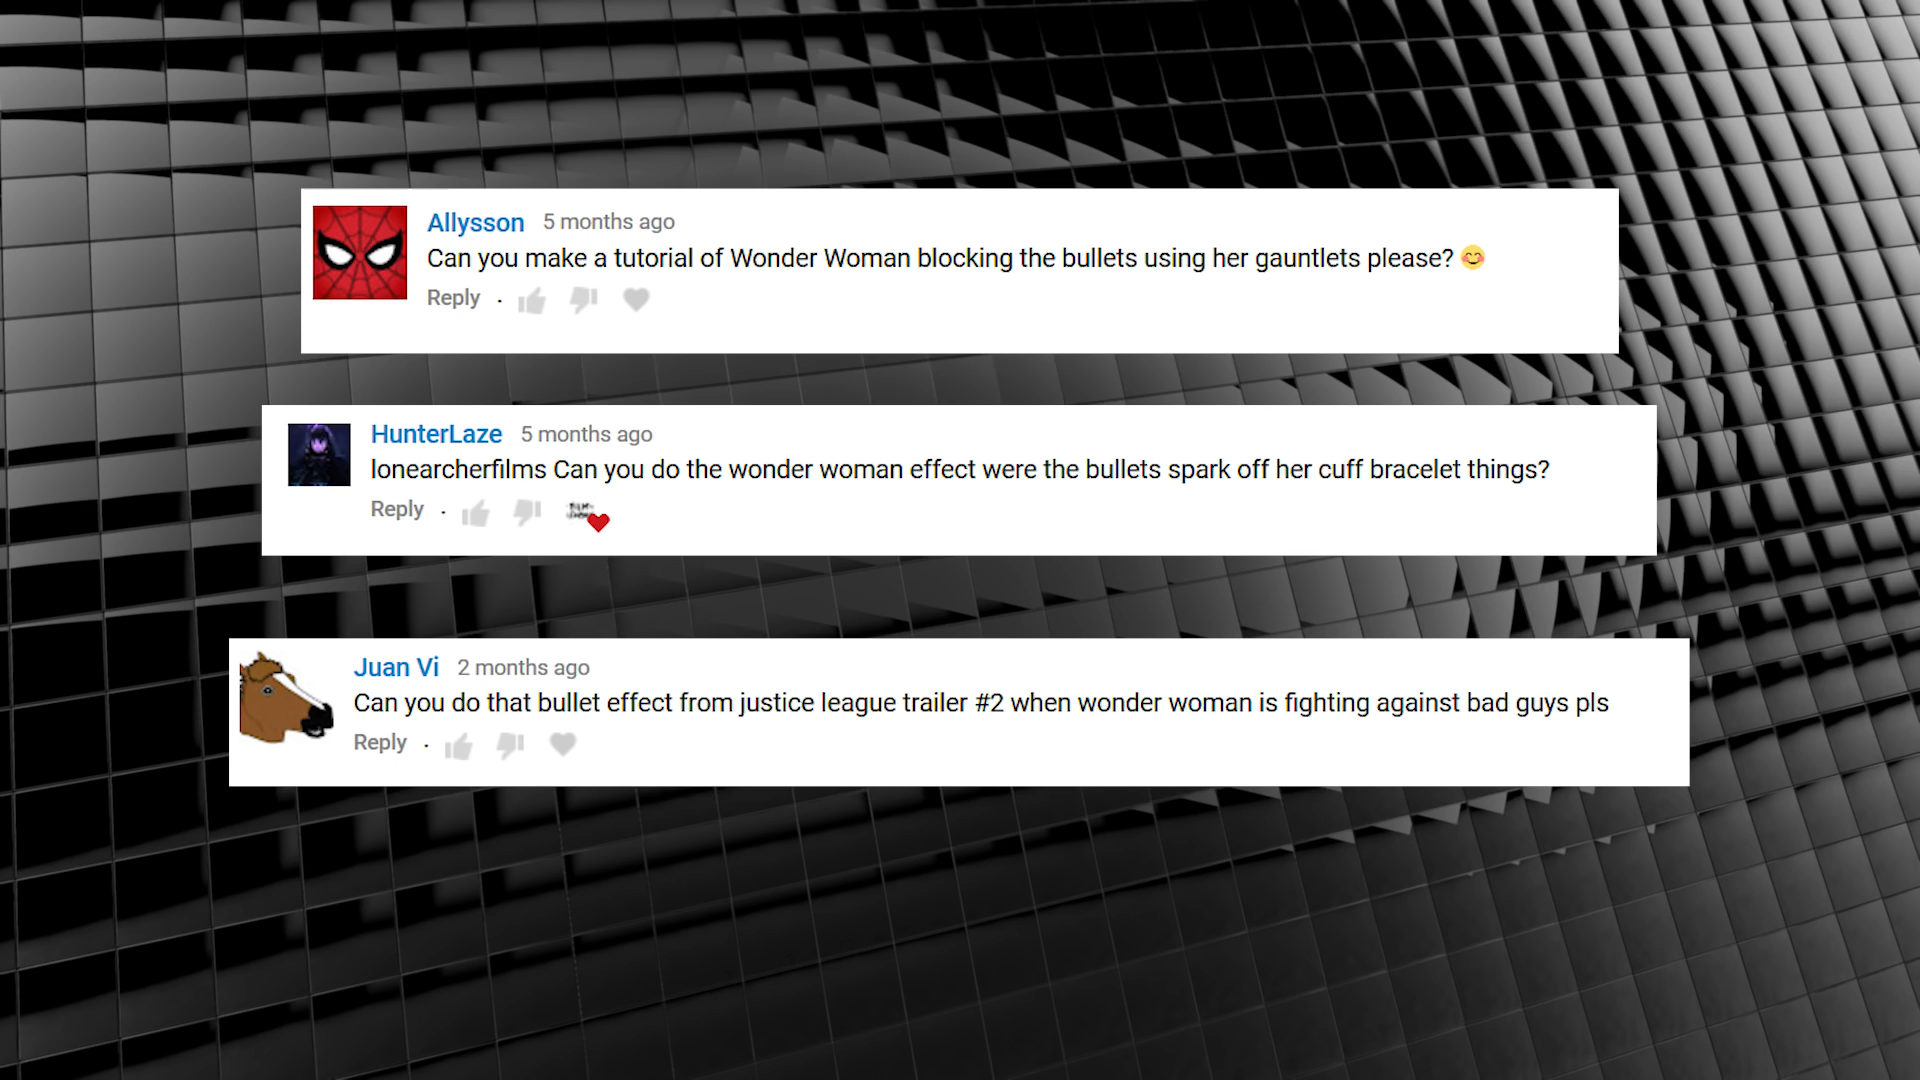 Allysson 5 months ago
Can you make a tutorial of Wonder Woman blocking the bullets using her gauntlets please? 😊
Reply ·
HunterLaze 5 months ago
lonearcherfilms Can you do the wonder woman effect were the bullets spark off her cuff bracelet things?
Reply ·
Juan Vi 2 months ago
Can you do that bullet effect from justice league trailer #2 when wonder woman is fighting against bad guys pls
Reply ·